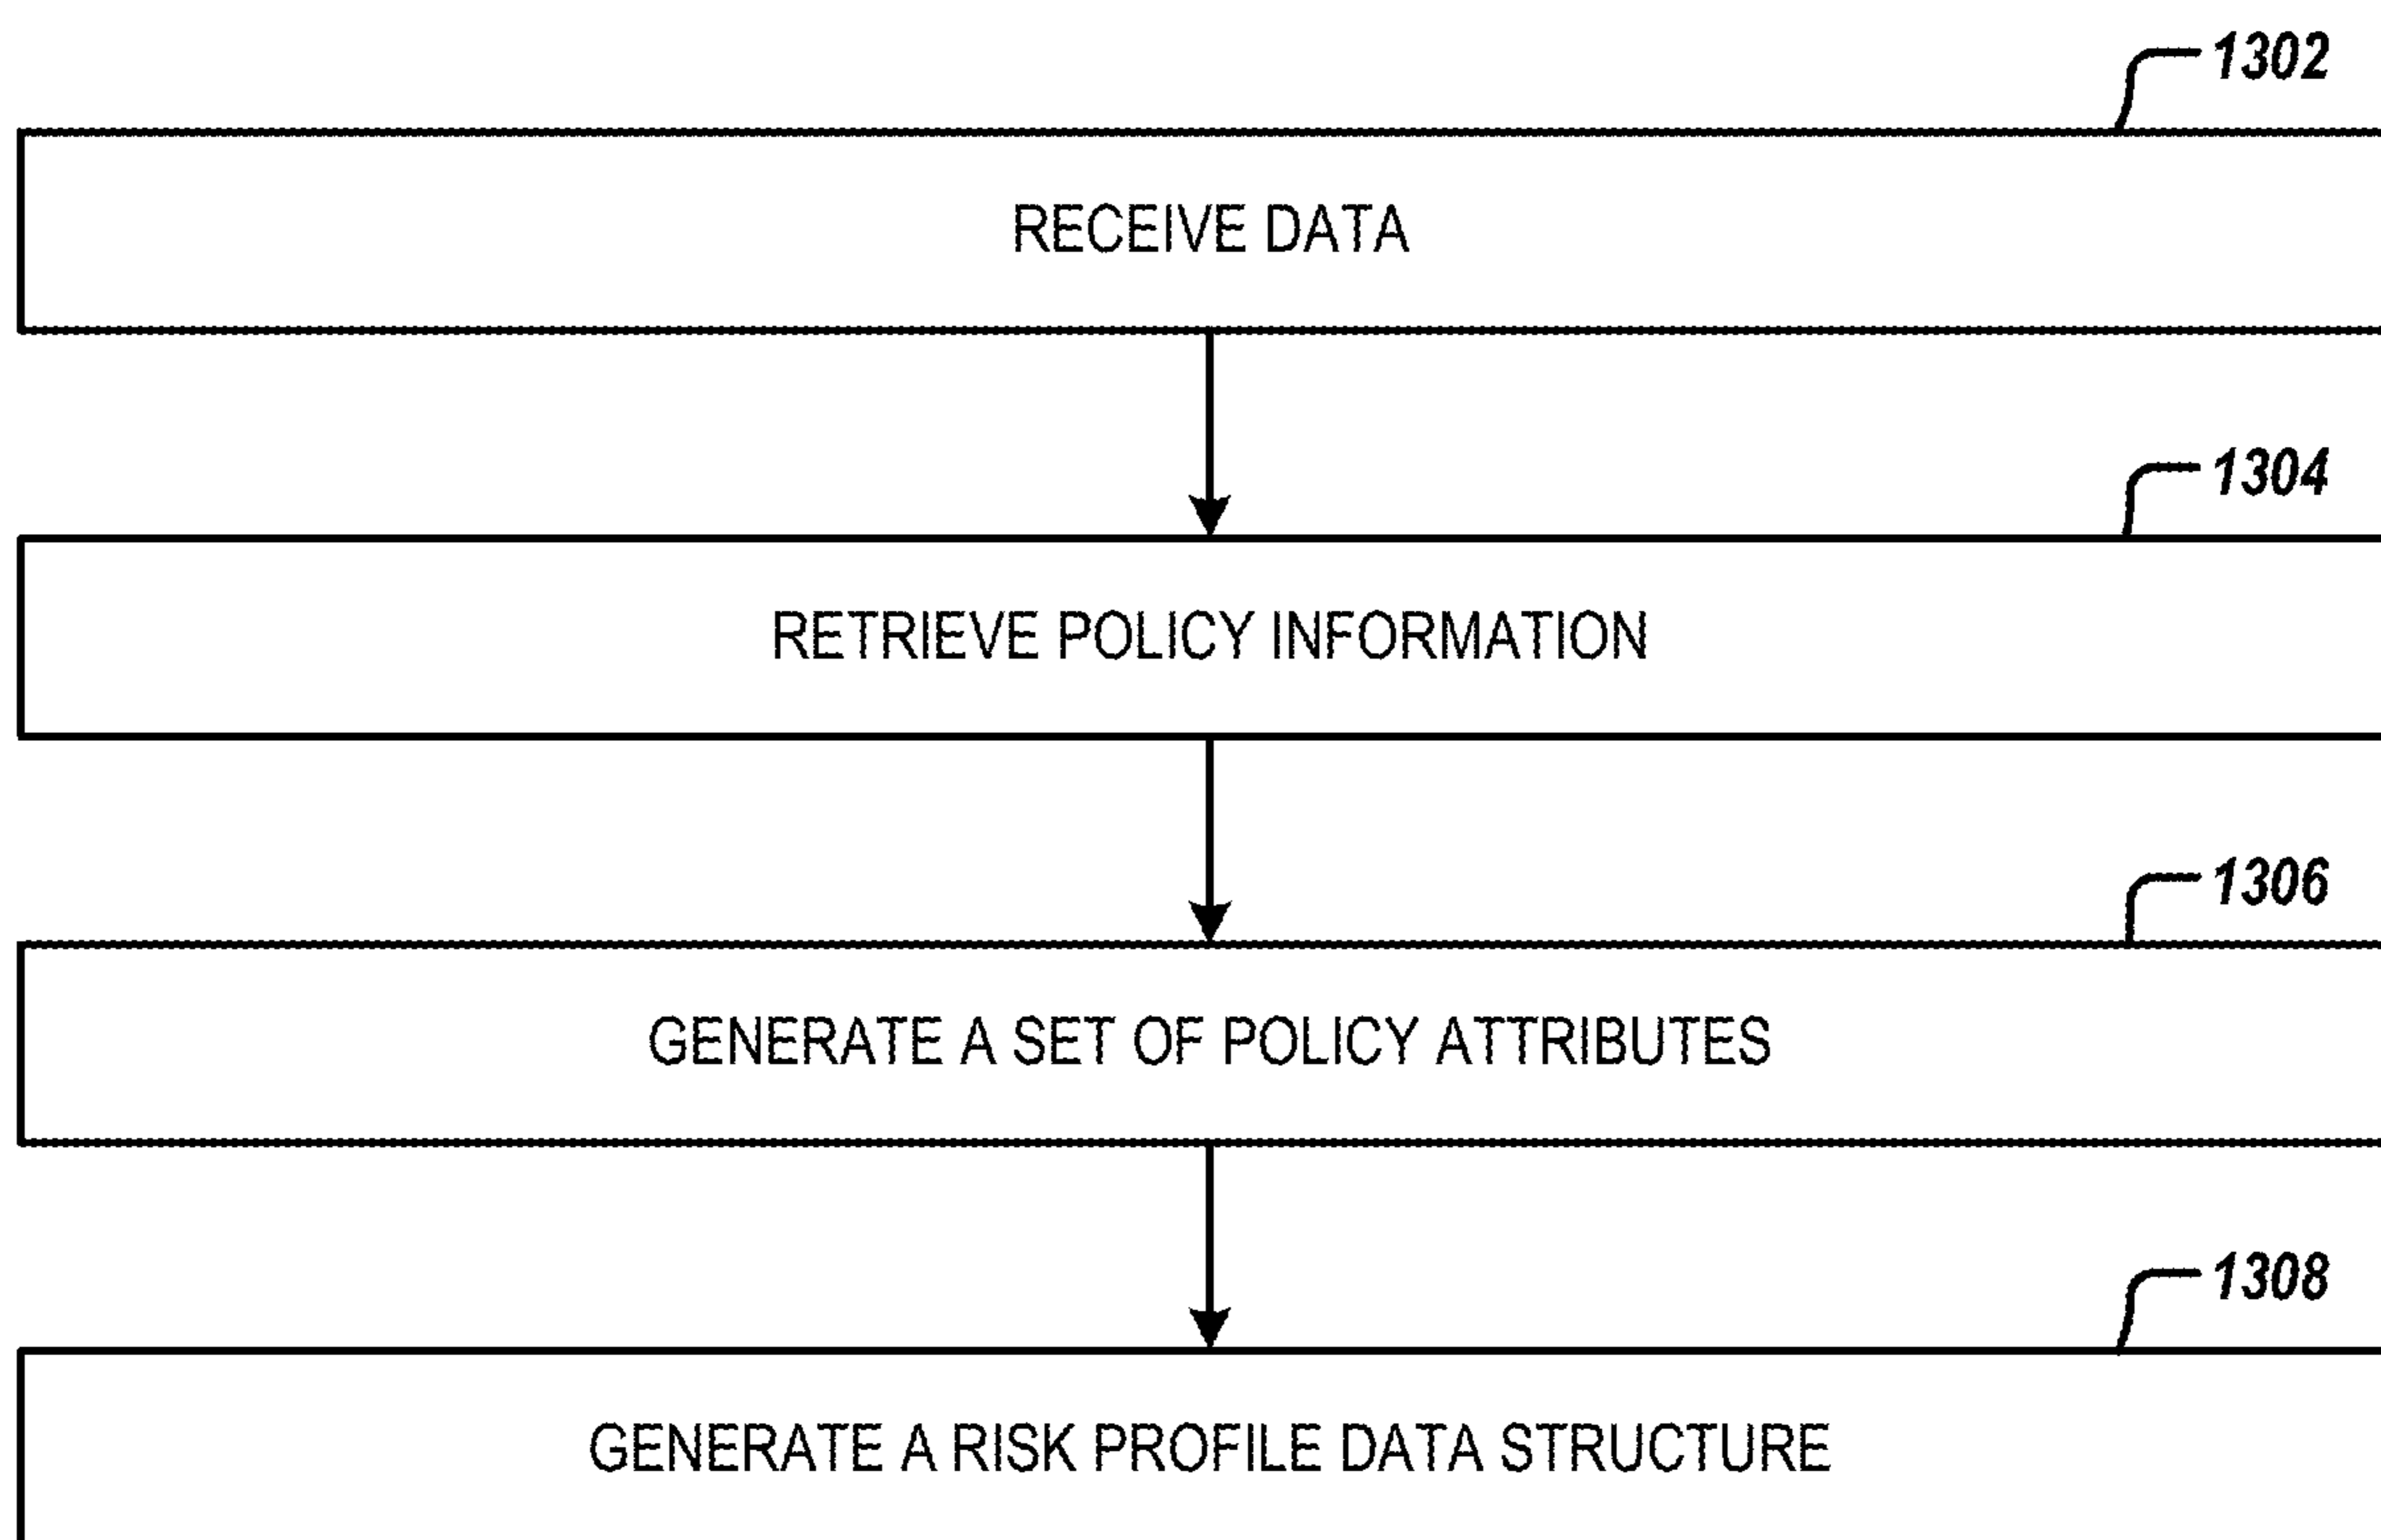 1302
RECEIVE DATA
1304
RETRIEVE POLICY INFORMATION
1306
GENERATE A SET OF POLICY ATTRIBUTES
1308
GENERATE A RISK PROFILE DATA STRUCTURE